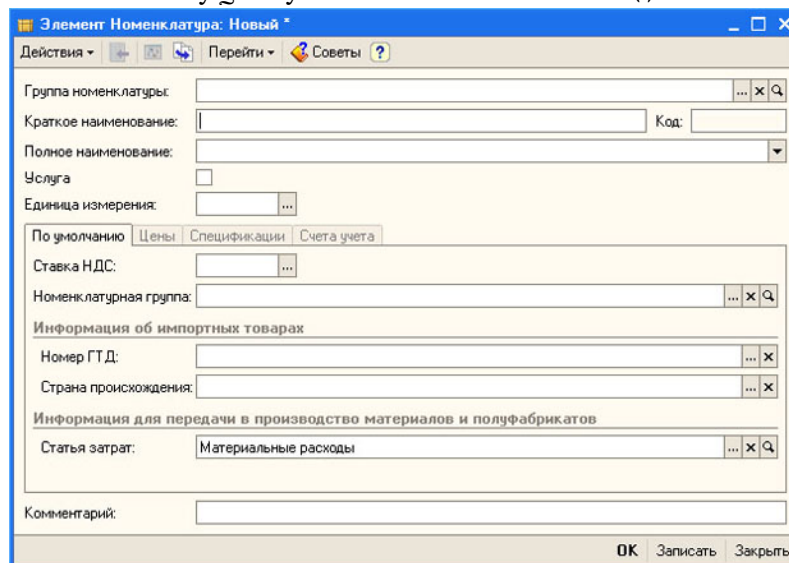 Элемент Номенклатура: Новый *
Действия Перейти Советы ?
Группа номенклатуры: ... x
Краткое наименование: Код:
Полное наименование:
Услуга
Единица измерения: ...
По умолчанию Цены Спецификации Счета учета
Ставка НДС: ...
Номенклатурная группа: ... x
Информация об импортных товарах
Номер ГТД: ... x
Страна происхождения: ... x
Информация для передачи в производство материалов и полуфабрикатов
Статья затрат: Материальные расходы ... x
Комментарий:
OK Записать Закрыть